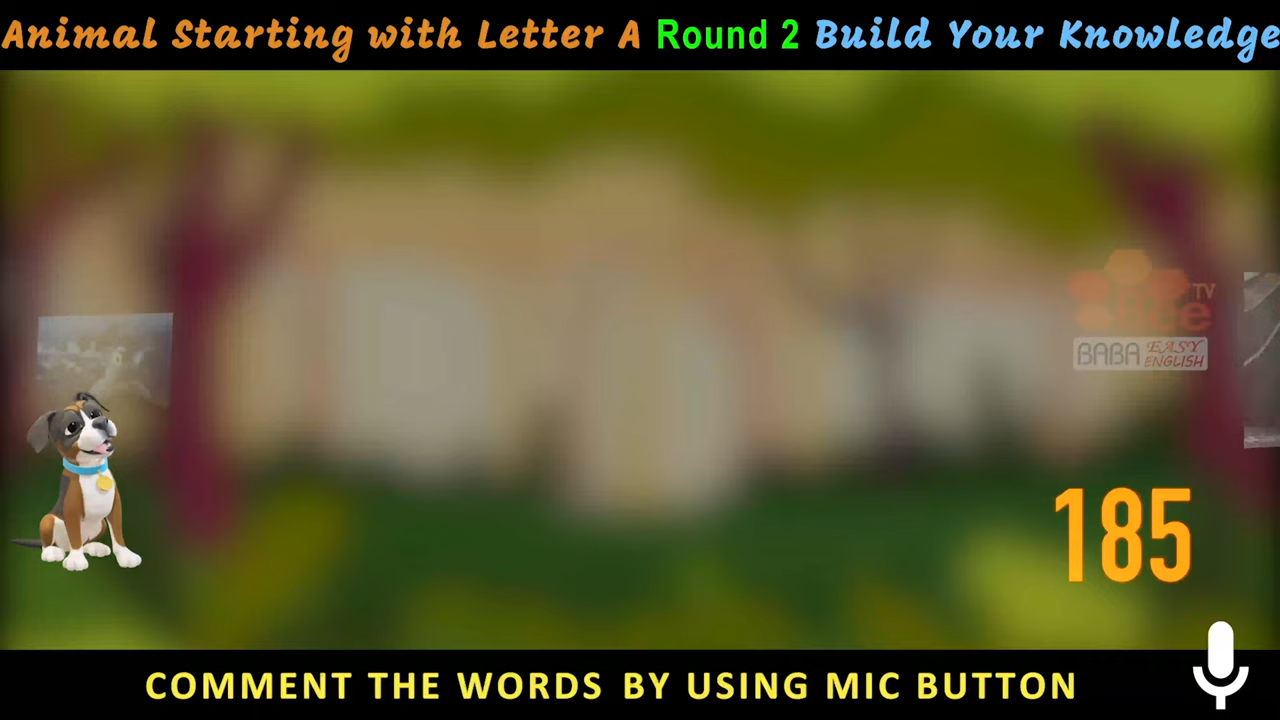 Animal Starting with Letter A Round 2 Build Your Knowledge
TV
BABA EASY ENGLISH
185
COMMENT THE WORDS BY USING MIC BUTTON